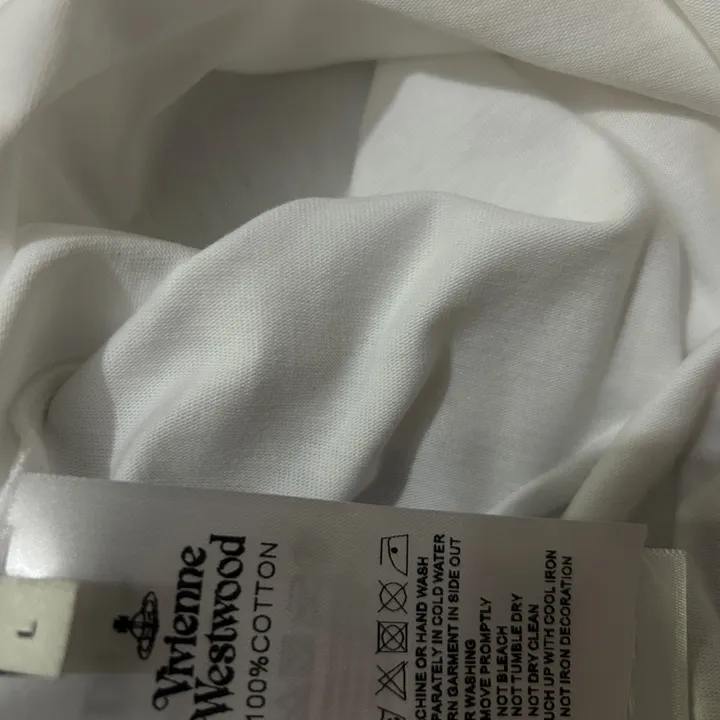 L
Vivienne
Westwood
100%COTTON
CHINE OR HAND WASH
PARATELY IN COLD WATER
RN GARMENT IN SIDE OUT
R WASHING
MOVE PROMPTLY
NOT BLEACH
NOT TUMBLE DRY
NOT DRY CLEAN
UCH UP WITH COOL IRON
NOT IRON DECORATION